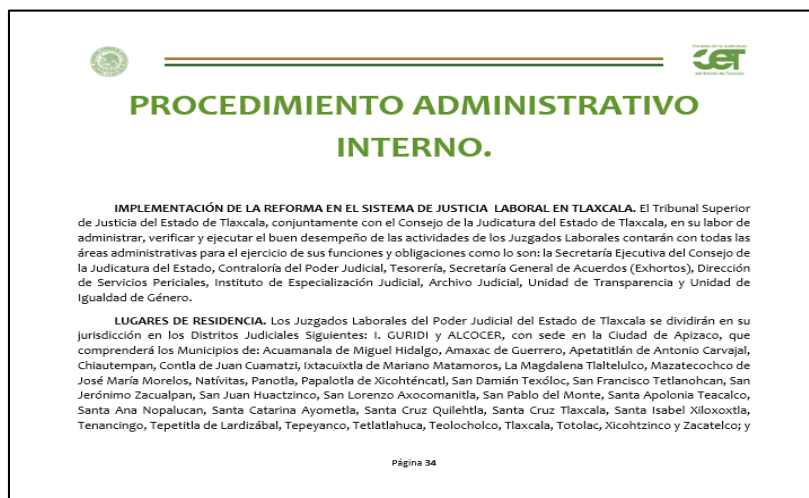 Consejo de la Judicatura
CJET
del Estado de Tlaxcala
PROCEDIMIENTO ADMINISTRATIVO
INTERNO.
IMPLEMENTACIÓN DE LA REFORMA EN EL SISTEMA DE JUSTICIA LABORAL EN TLAXCALA. El Tribunal Superior
de Justicia del Estado de Tlaxcala, conjuntamente con el Consejo de la Judicatura del Estado de Tlaxcala, en su labor de
administrar, verificar y ejecutar el buen desempeño de las actividades de los Juzgados Laborales contarán con todas las
áreas administrativas para el ejercicio de sus funciones y obligaciones como lo son: la Secretaría Ejecutiva del Consejo de
la Judicatura del Estado, Contraloría del Poder Judicial, Tesorería, Secretaría General de Acuerdos (Exhortos), Dirección
de Servicios Periciales, Instituto de Especialización Judicial, Archivo Judicial, Unidad de Transparencia y Unidad de
Igualdad de Género.
LUGARES DE RESIDENCIA. Los Juzgados Laborales del Poder Judicial del Estado de Tlaxcala se dividirán en su
jurisdicción en los Distritos Judiciales Siguientes: I. GURIDI y ALCOCER, con sede en la Ciudad de Apizaco, que
comprenderá los Municipios de: Acuamanala de Miguel Hidalgo, Amaxac de Guerrero, Apetatitlán de Antonio Carvajal,
Chiautempan, Contla de Juan Cuamatzi, Ixtacuixtla de Mariano Matamoros, La Magdalena Tlaltelulco, Mazatecochco de
José María Morelos, Natívitas, Panotla, Papalotla de Xicohténcatl, San Damián Texóloc, San Francisco Tetlanohcan, San
Jerónimo Zacualpan, San Juan Huactzinco, San Lorenzo Axocomanitla, San Pablo del Monte, Santa Apolonia Teacalco,
Santa Ana Nopalucan, Santa Catarina Ayometla, Santa Cruz Quilehtla, Santa Cruz Tlaxcala, Santa Isabel Xiloxoxtla,
Tenancingo, Tepetitla de Lardizábal, Tepeyanco, Tetlatlahuca, Teolocholco, Tlaxcala, Totolac, Xicohtzinco y Zacatelco; y
Página 34